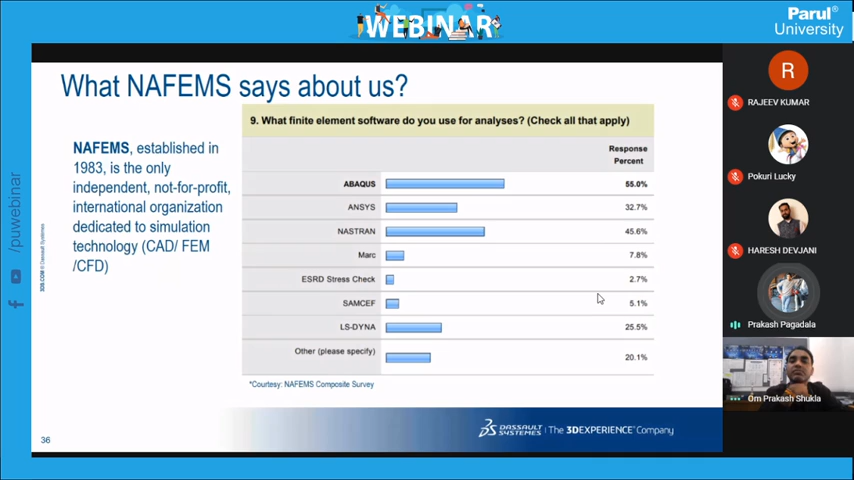 WEBINAR
Parul®
University
What NAFEMS says about us?
NAFEMS, established in
1983, is the only
independent, not-for-profit,
international organization
dedicated to simulation
technology (CAD/ FEM
/CFD)
9. What finite element software do you use for analyses? (Check all that apply)
Response
Percent
ABAQUS 55.0%
ANSYS 32.7%
NASTRAN 45.6%
Marc 7.8%
ESRD Stress Check 2.7%
SAMCEF 5.1%
LS-DYNA 25.5%
Other (please specify) 20.1%
*Courtesy: NAFEMS Composite Survey
36
DASSAULT
SYSTEMES | The 3DEXPERIENCE® Company
3DS.COM © Dassault Systèmes
/puwebinar
R
RAJEEV KUMAR
Pokuri Lucky
HARESH DEVJANI
Prakash Pagadala
Om Prakash Shukla